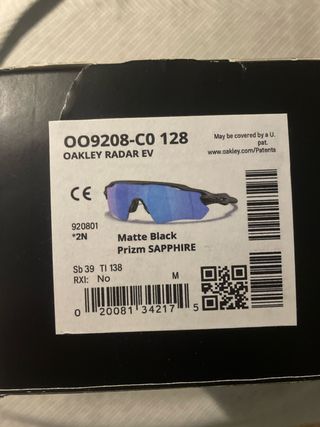 OO9208-C0 128
OAKLEY RADAR EV
May be covered by a U.
pat.
www.oakley.com/Patents
CE
920801
*2N
Matte Black
Prizm SAPPHIRE
Sb 39 Tl 138
RXI: No
M
0 20081 34217 5